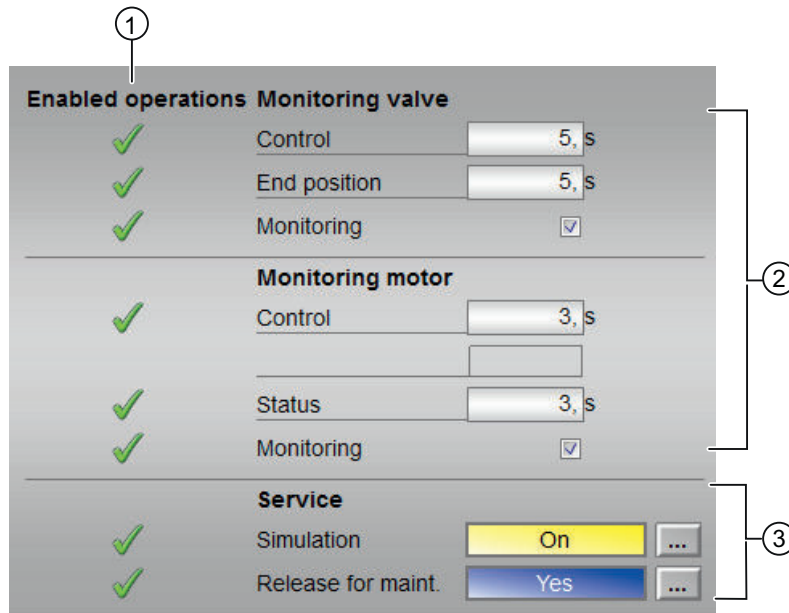 1
Enabled operations Monitoring valve
Control 5, s
End position 5, s
Monitoring
2
Monitoring motor
Control 3, s
Status 3, s
Monitoring
Service
Simulation On ...
3
Release for maint. Yes ...